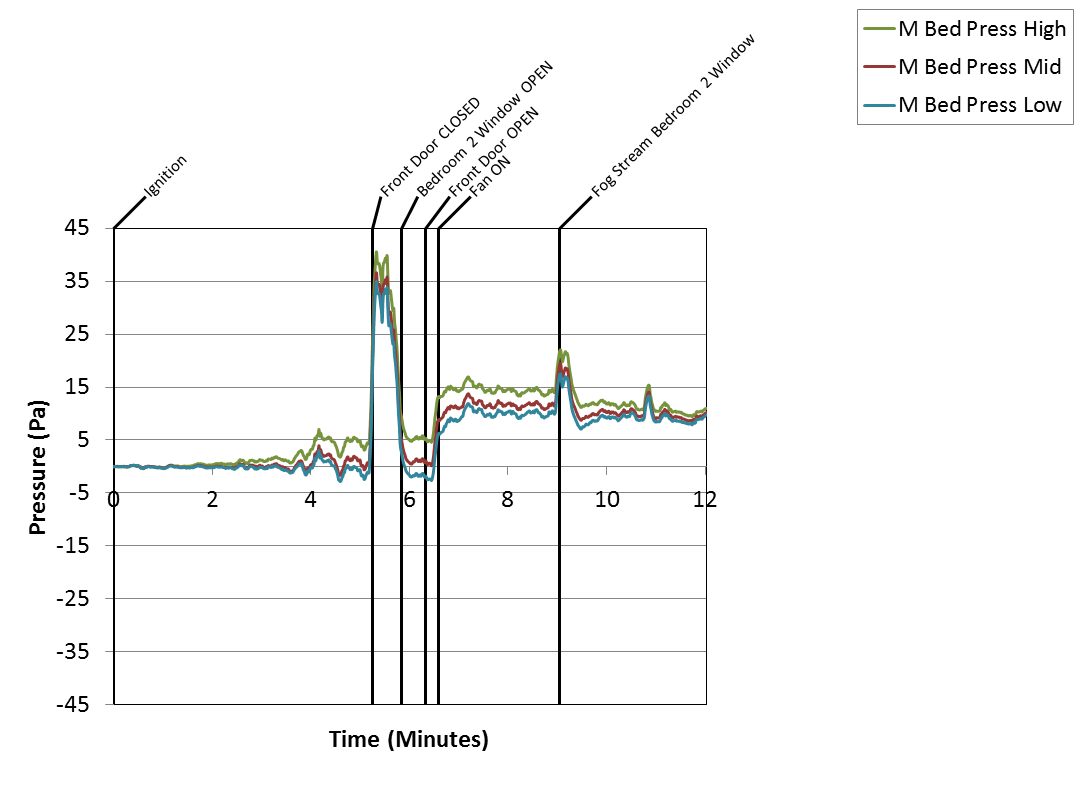 M Bed Press High
M Bed Press Mid
M Bed Press Low
Ignition
Front Door CLOSED
Bedroom 2 Window OPEN
Front Door OPEN
Fan ON
Fog Stream Bedroom 2 Window
45
35
25
15
5
-5
-15
-25
-35
-45
0 2 4 6 8 10 12
Pressure (Pa)
Time (Minutes)